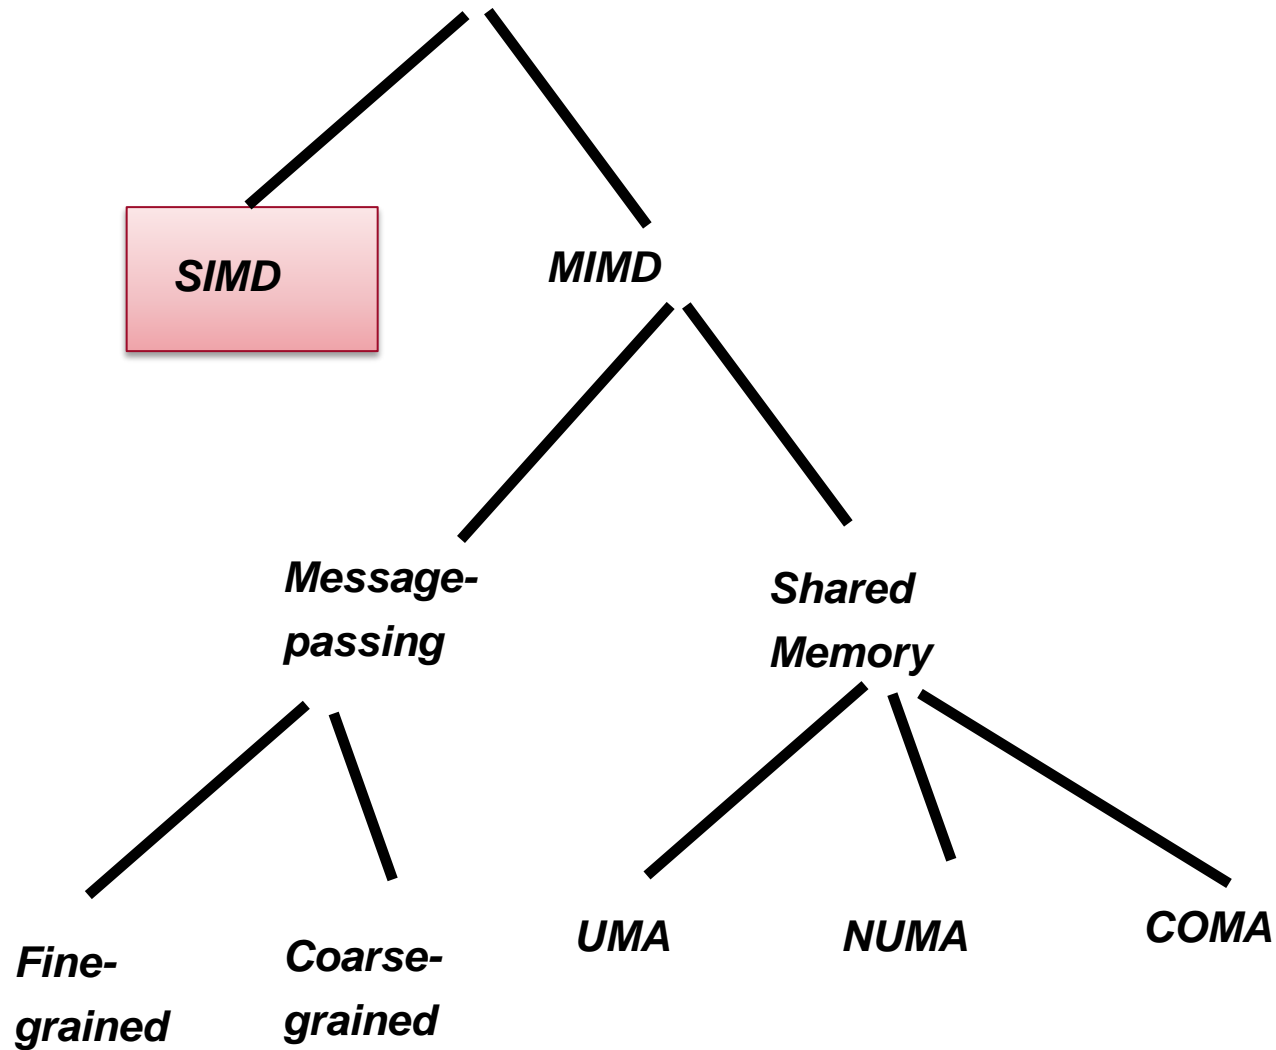 SIMD
MIMD
Message-
passing
Shared
Memory
Fine-
grained
Coarse-
grained
UMA
NUMA
COMA